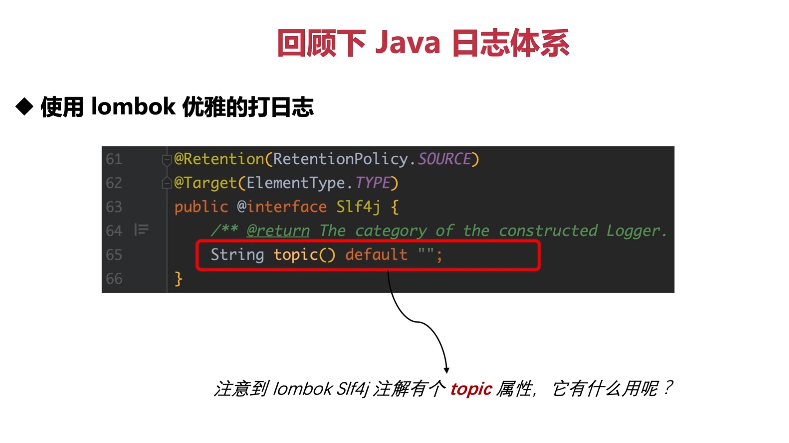 回顾下 Java 日志体系
◆ 使用 lombok 优雅的打日志
61 @Retention(RetentionPolicy.SOURCE)
62 @Target(ElementType.TYPE)
63 public @interface Slf4j {
64 /** @return The category of the constructed Logger.
65 String topic() default "";
66 }
注意到 lombok Slf4j 注解有个 topic 属性，它有什么用呢？